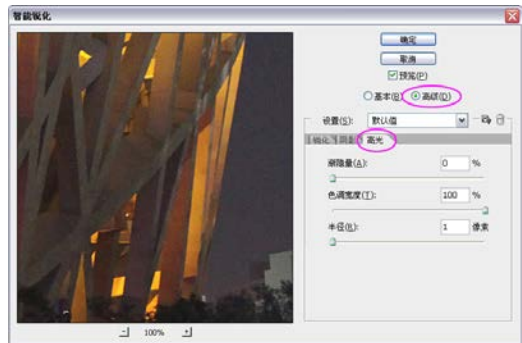 智能锐化
确定
取消
预览(P)
基本(B) 高级(D)
设置(S): 默认值
锐化 阴影 高光
渐隐量(A): 0 %
色调宽度(T): 100 %
半径(R): 1 像素
100%